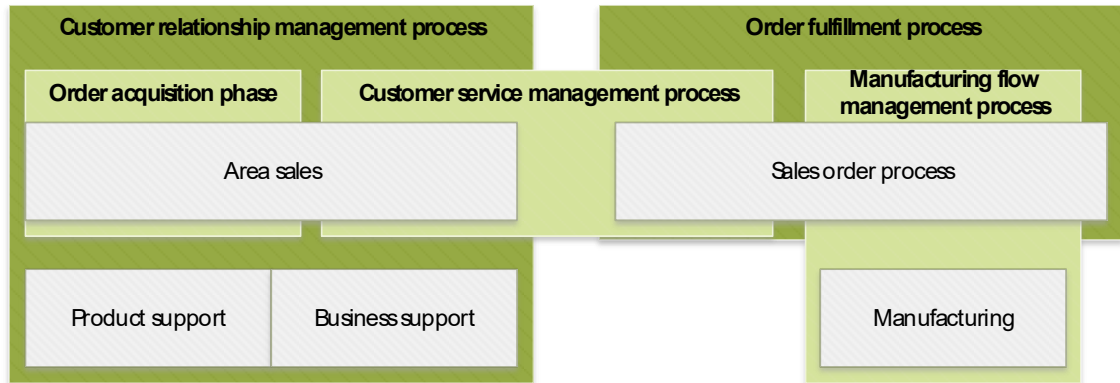 Customer relationship management process
Order fulfillment process
Order acquisition phase
Customer service management process
Manufacturing flow
management process
Area sales
Sales order process
Product support
Business support
Manufacturing